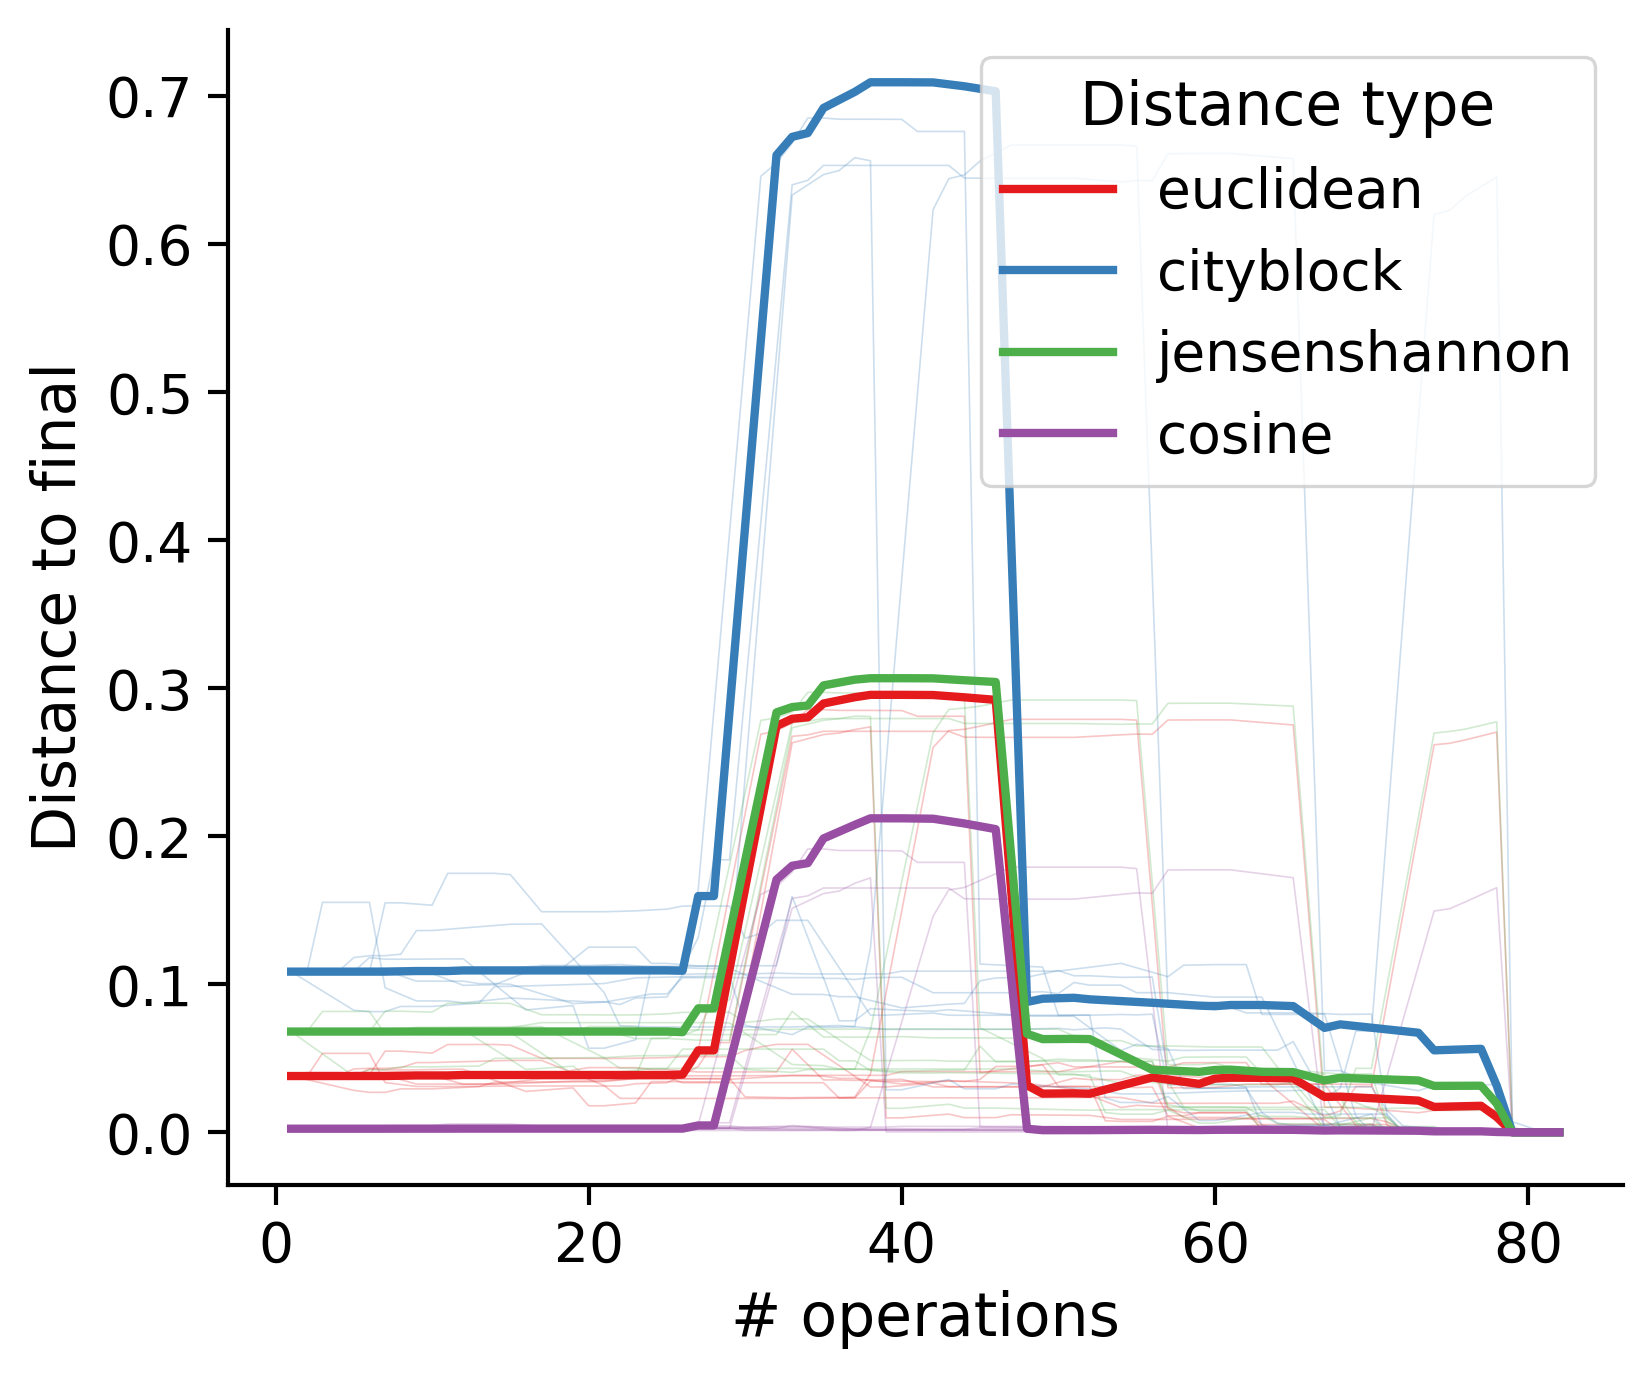 Distance type
euclidean
cityblock
jensenshannon
cosine
Distance to final
0.7
0.6
0.5
0.4
0.3
0.2
0.1
0.0
0 20 40 60 80
# operations